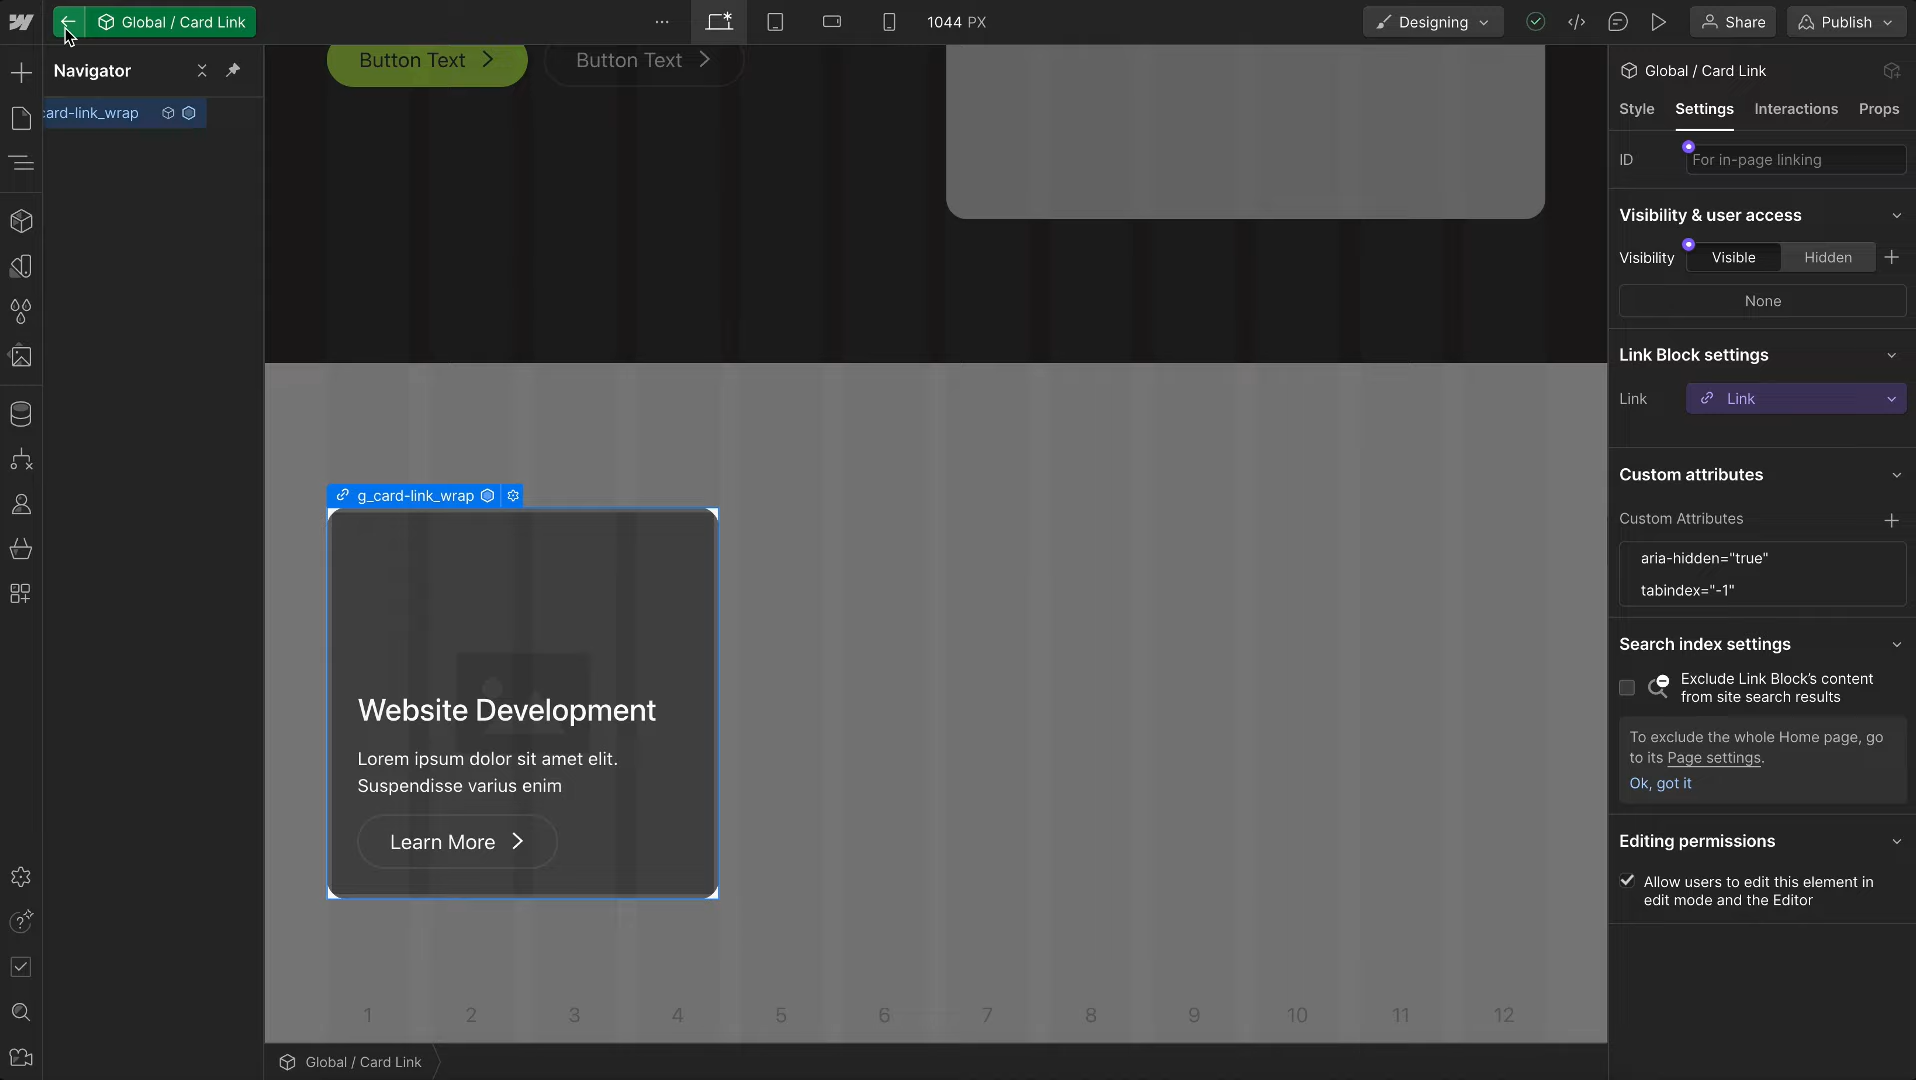 Global / Card Link
1044 PX
Designing
Share
Publish
Navigator
card-link_wrap
Button Text
Button Text
g_card-link_wrap
Website Development
Lorem ipsum dolor sit amet elit.
Suspendisse varius enim
Learn More
1 2 3 4 5 6 7 8 9 10 11 12
Global / Card Link
Global / Card Link
Style Settings Interactions Props
ID
For in-page linking
Visibility & user access
Visibility
Visible
Hidden
None
Link Block settings
Link
Link
Custom attributes
Custom Attributes
aria-hidden="true"
tabindex="-1"
Search index settings
Exclude Link Block's content
from site search results
To exclude the whole Home page, go
to its Page settings.
Ok, got it
Editing permissions
Allow users to edit this element in
edit mode and the Editor